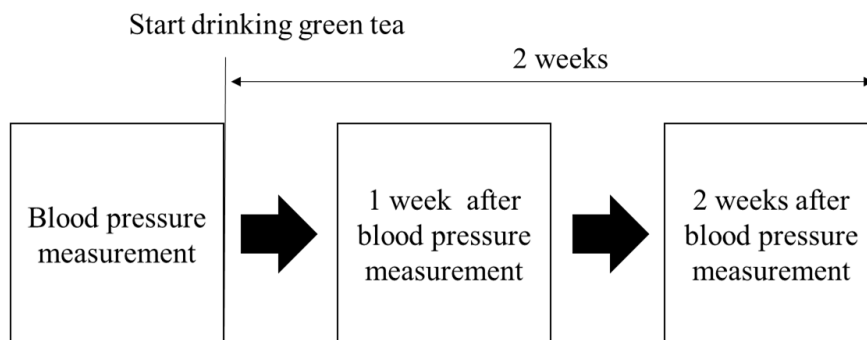 Start drinking green tea
2 weeks
Blood pressure
measurement
1 week after
blood pressure
measurement
2 weeks after
blood pressure
measurement